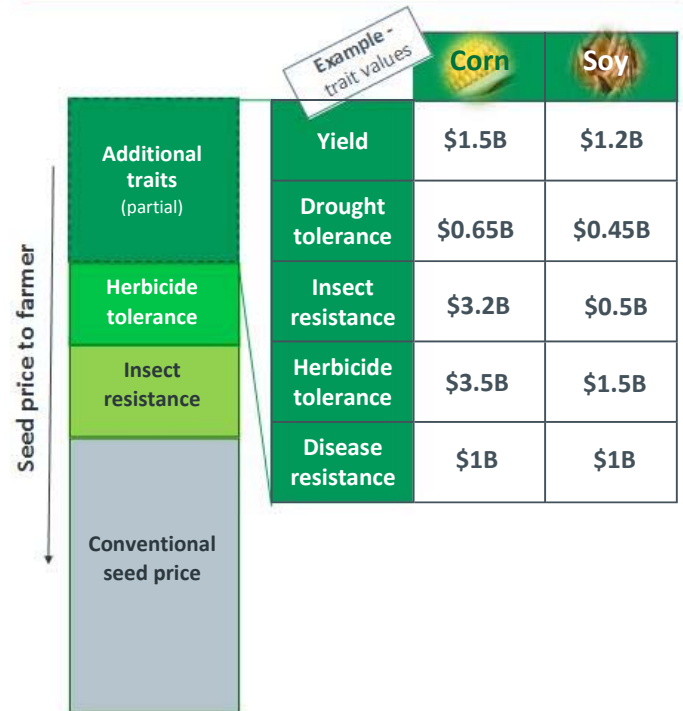 Example -
trait values
Corn
Soy
Seed price to farmer
Additional
traits
(partial)
Herbicide
tolerance
Insect
resistance
Conventional
seed price
Yield
$1.5B
$1.2B
Drought
tolerance
$0.65B
$0.45B
Insect
resistance
$3.2B
$0.5B
Herbicide
tolerance
$3.5B
$1.5B
Disease
resistance
$1B
$1B